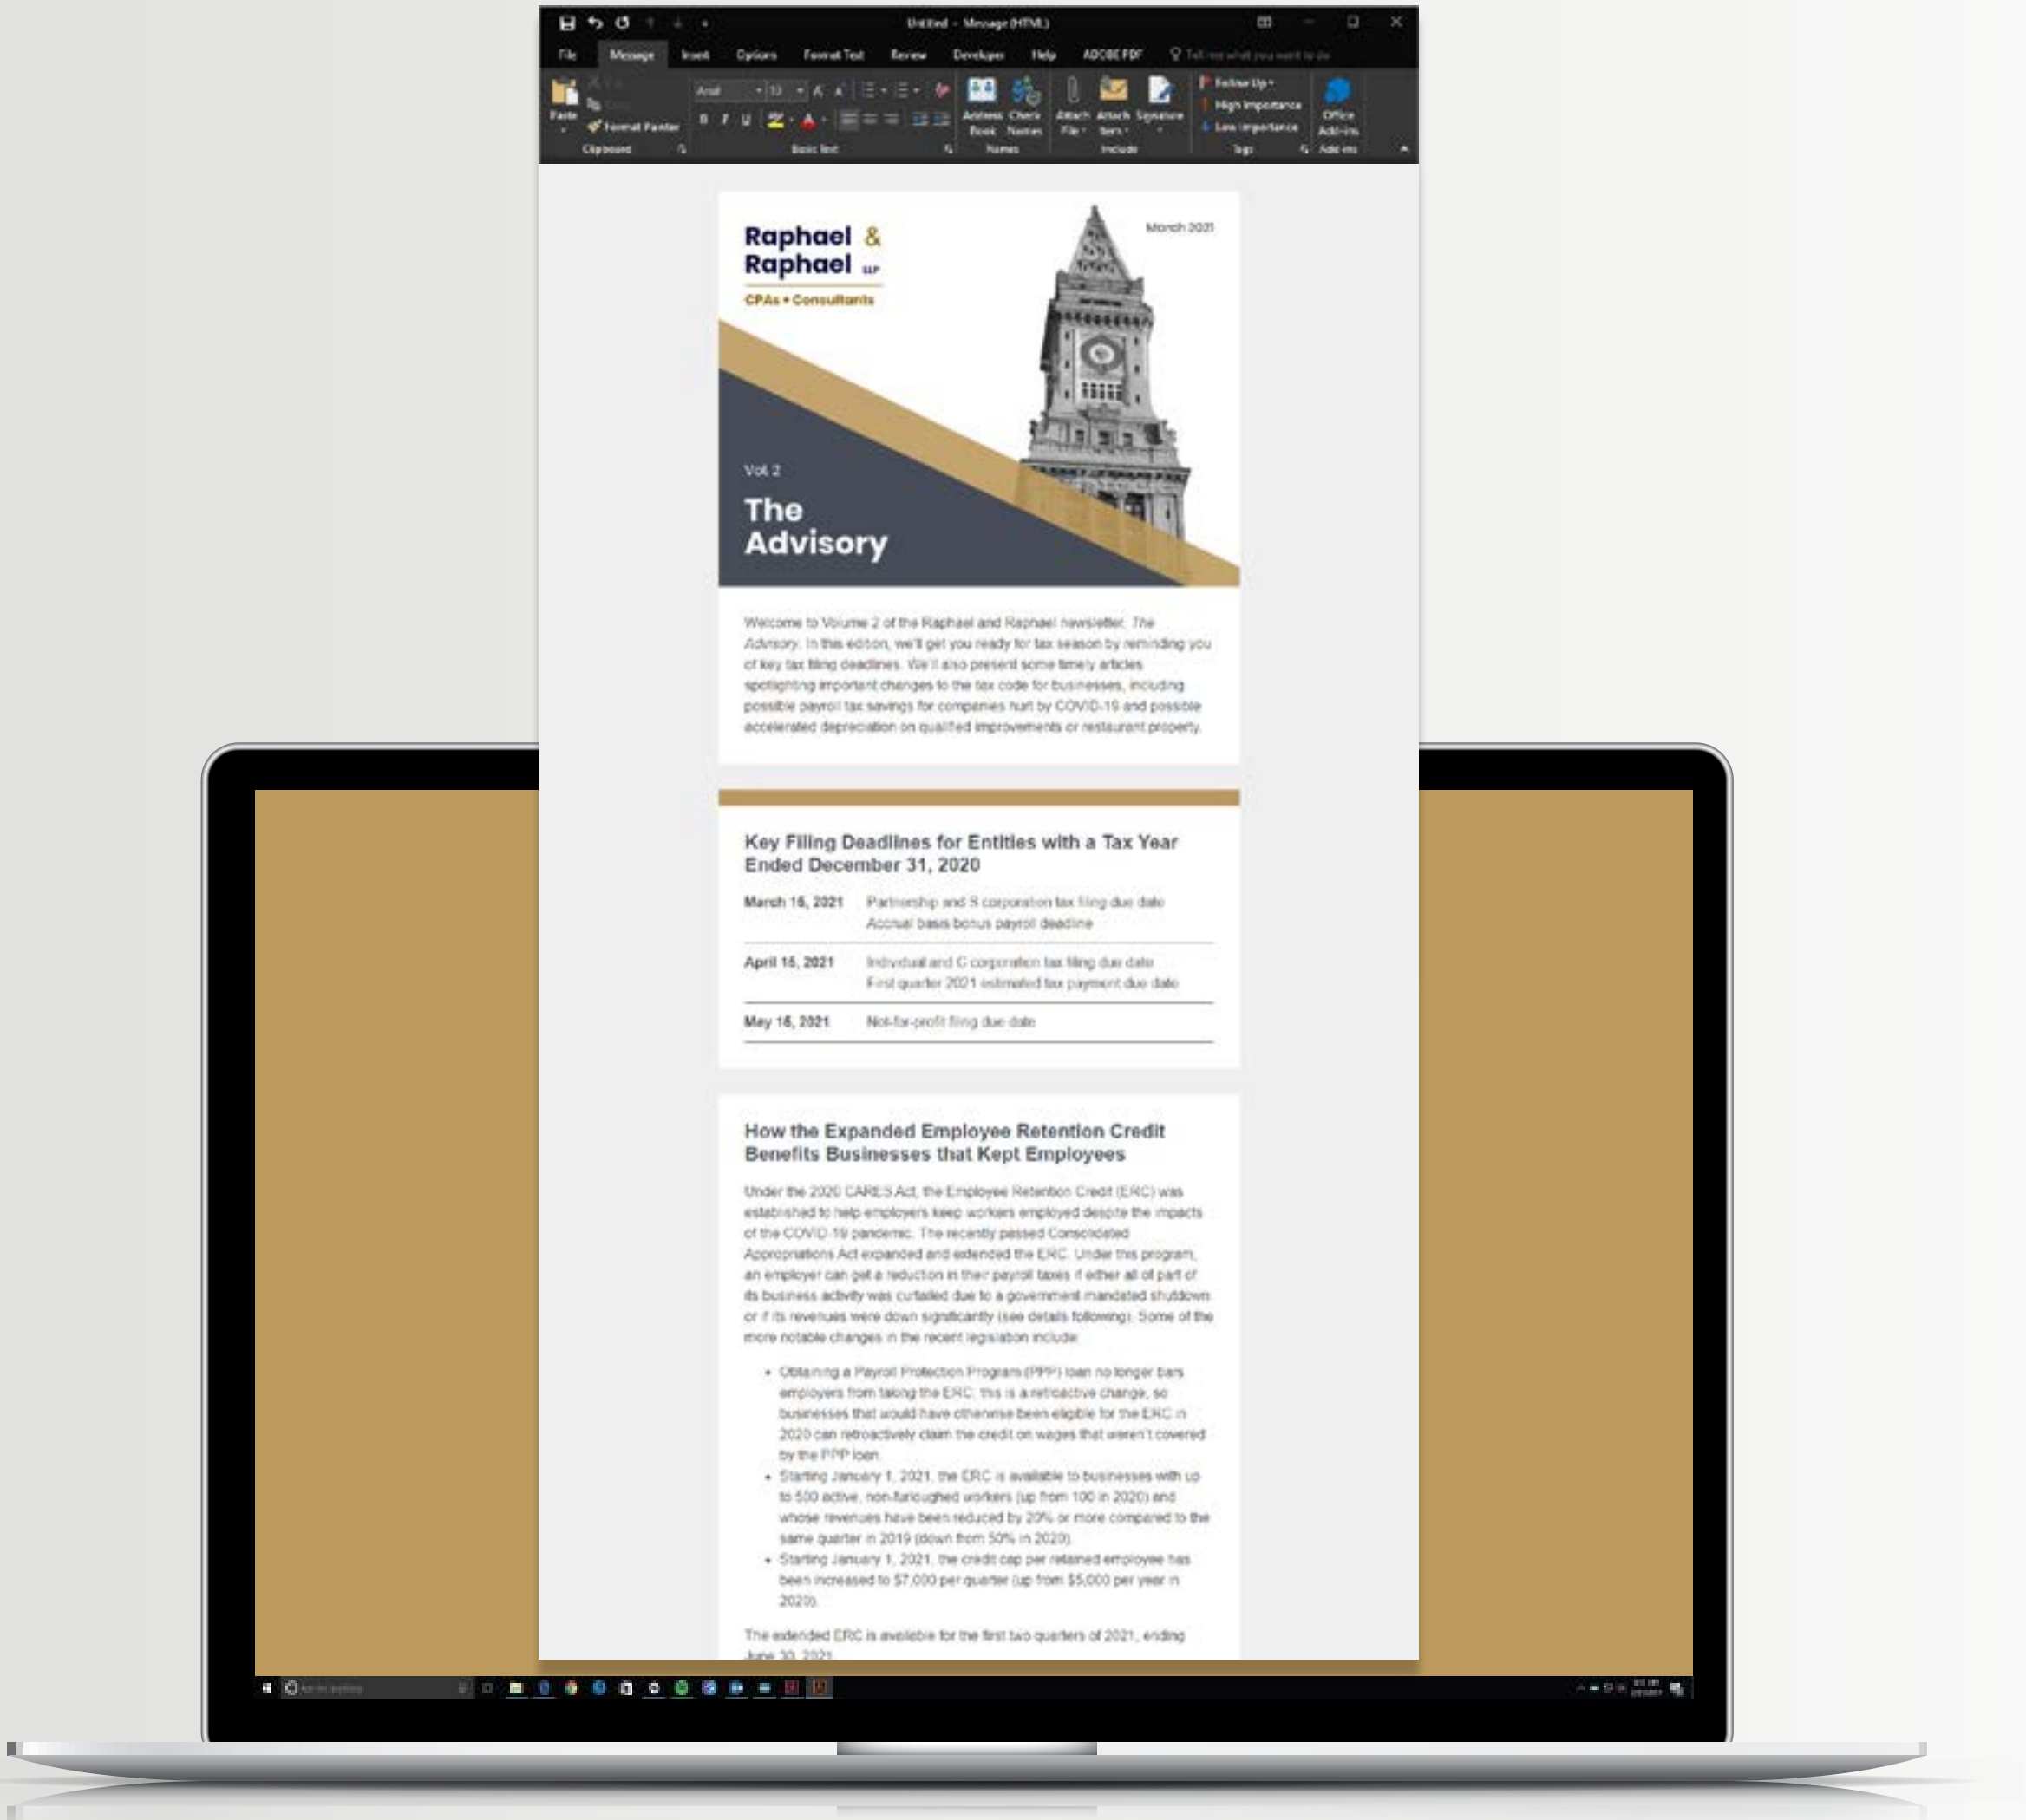 Untitled - Message (HTML)
File Message Insert Options Format Text Review Developer Help ADOBE PDF Tell me what you want to do
Paste
Format Painter
Clipboard
Arial 10
B I U
Basic Text
Address Book
Check Names
Names
Attach File
Attach Item
Signature
Include
Follow Up
High Importance
Low Importance
Tags
Office Add-ins
Add-ins
Raphael &
Raphael LLP
CPAs • Consultants
March 2021
Vol. 2
The
Advisory
Welcome to Volume 2 of the Raphael and Raphael newsletter, The
Advisory. In this edition, we'll get you ready for tax season by reminding you
of key tax filing deadlines. We'll also present some timely articles
spotlighting important changes to the tax code for businesses, including
possible payroll tax savings for companies hurt by COVID-19 and possible
accelerated depreciation on qualified improvements or restaurant property.
Key Filing Deadlines for Entities with a Tax Year
Ended December 31, 2020
March 15, 2021 Partnership and S corporation tax filing due date
Accrual basis bonus payroll deadline
April 15, 2021 Individual and C corporation tax filing due date
First quarter 2021 estimated tax payment due date
May 15, 2021 Not-for-profit filing due date
How the Expanded Employee Retention Credit
Benefits Businesses that Kept Employees
Under the 2020 CARES Act, the Employee Retention Credit (ERC) was
established to help employers keep workers employed despite the impacts
of the COVID-19 pandemic. The recently passed Consolidated
Appropriations Act expanded and extended the ERC. Under this program,
an employer can get a reduction in their payroll taxes if either all of part of
its business activity was curtailed due to a government mandated shutdown
or if its revenues were down significantly (see details following). Some of the
more notable changes in the recent legislation include:
• Obtaining a Payroll Protection Program (PPP) loan no longer bars
employers from taking the ERC; this is a retroactive change, so
businesses that would have otherwise been eligible for the ERC in
2020 can retroactively claim the credit on wages that weren't covered
by the PPP loan.
• Starting January 1, 2021, the ERC is available to businesses with up
to 500 active, non-furloughed workers (up from 100 in 2020) and
whose revenues have been reduced by 20% or more compared to the
same quarter in 2019 (down from 50% in 2020).
• Starting January 1, 2021, the credit cap per retained employee has
been increased to $7,000 per quarter (up from $5,000 per year in
2020).
The extended ERC is available for the first two quarters of 2021, ending
June 30, 2021